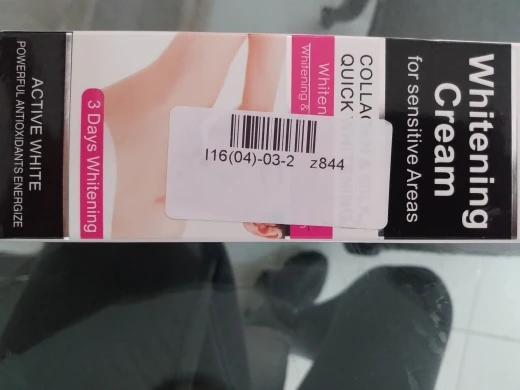 Whitening
Cream
for sensitive Areas
COLLA
QUICK
Whiten
Whitening &
I16(04)-03-2 z844
3 Days Whitening
ACTIVE WHITE
POWERFUL ANTIOXIDANTS ENERGIZE